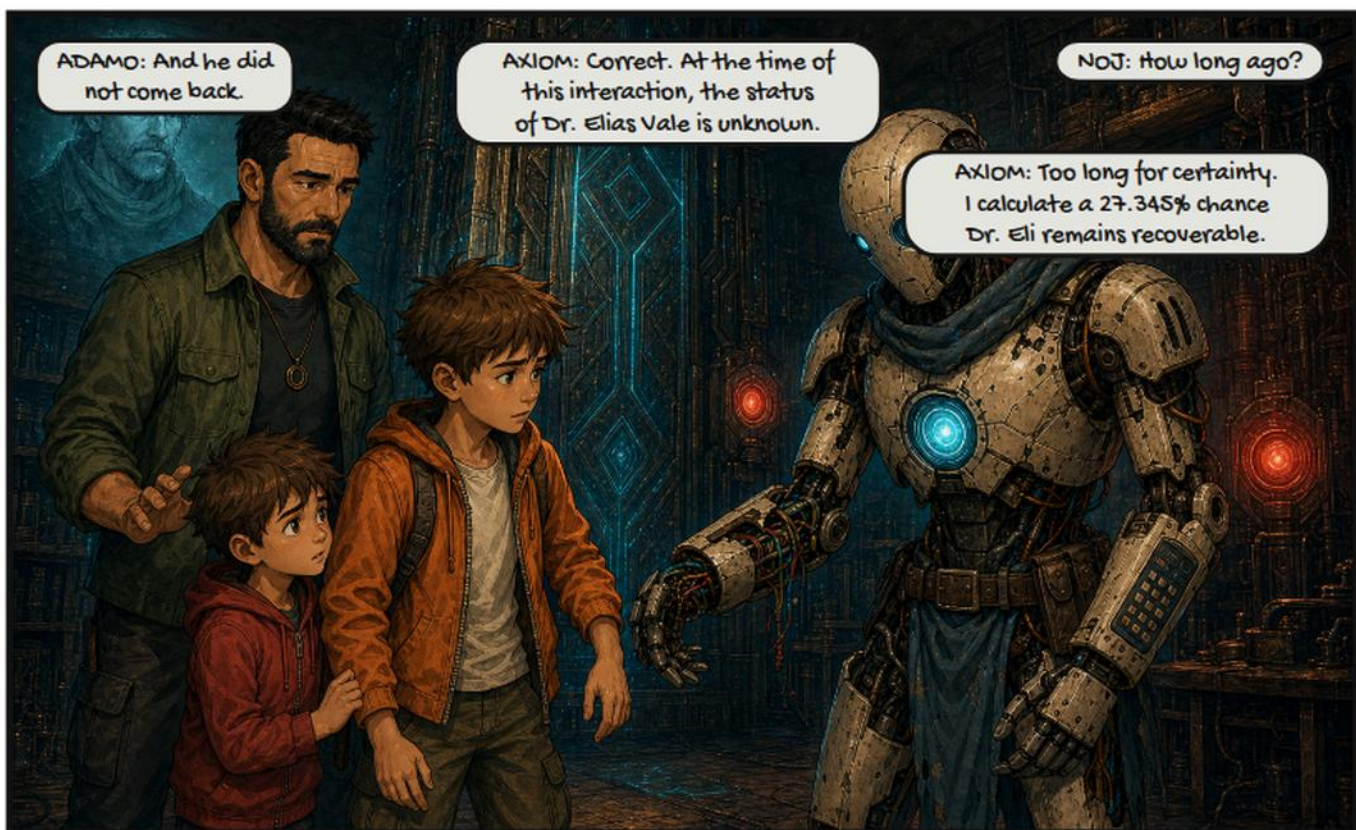 ADAMO: And he did
not come back.
AXIOM: Correct. At the time of
this interaction, the status
of Dr. Elias Vale is unknown.
NOJ: How long ago?
AXIOM: Too long for certainty.
I calculate a 27.345% chance
Dr. Eli remains recoverable.